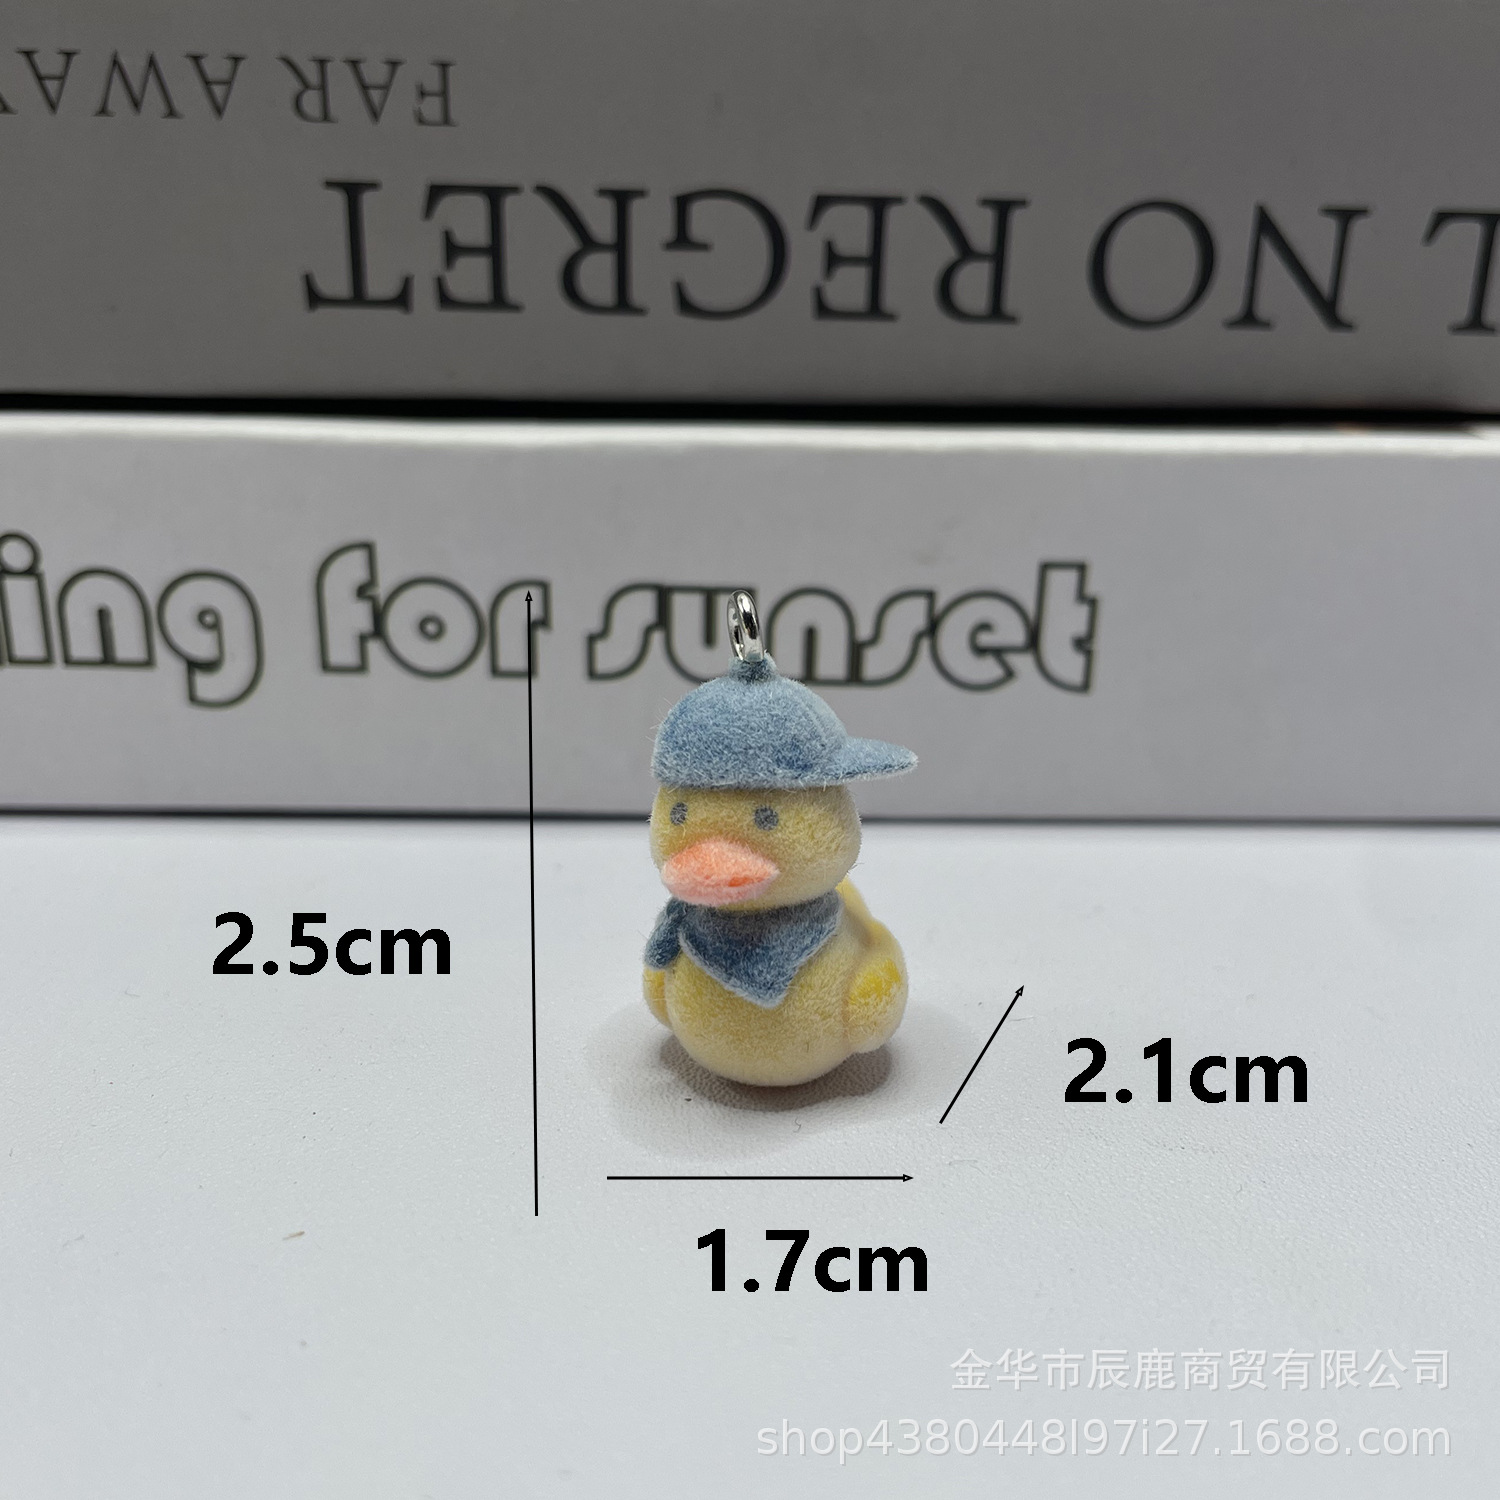 FAR AWAY
L NO REGRET
ing for sunset
2.5cm
2.1cm
1.7cm
金华市辰鹿商贸有限公司
shop4380448l97i27.1688.com